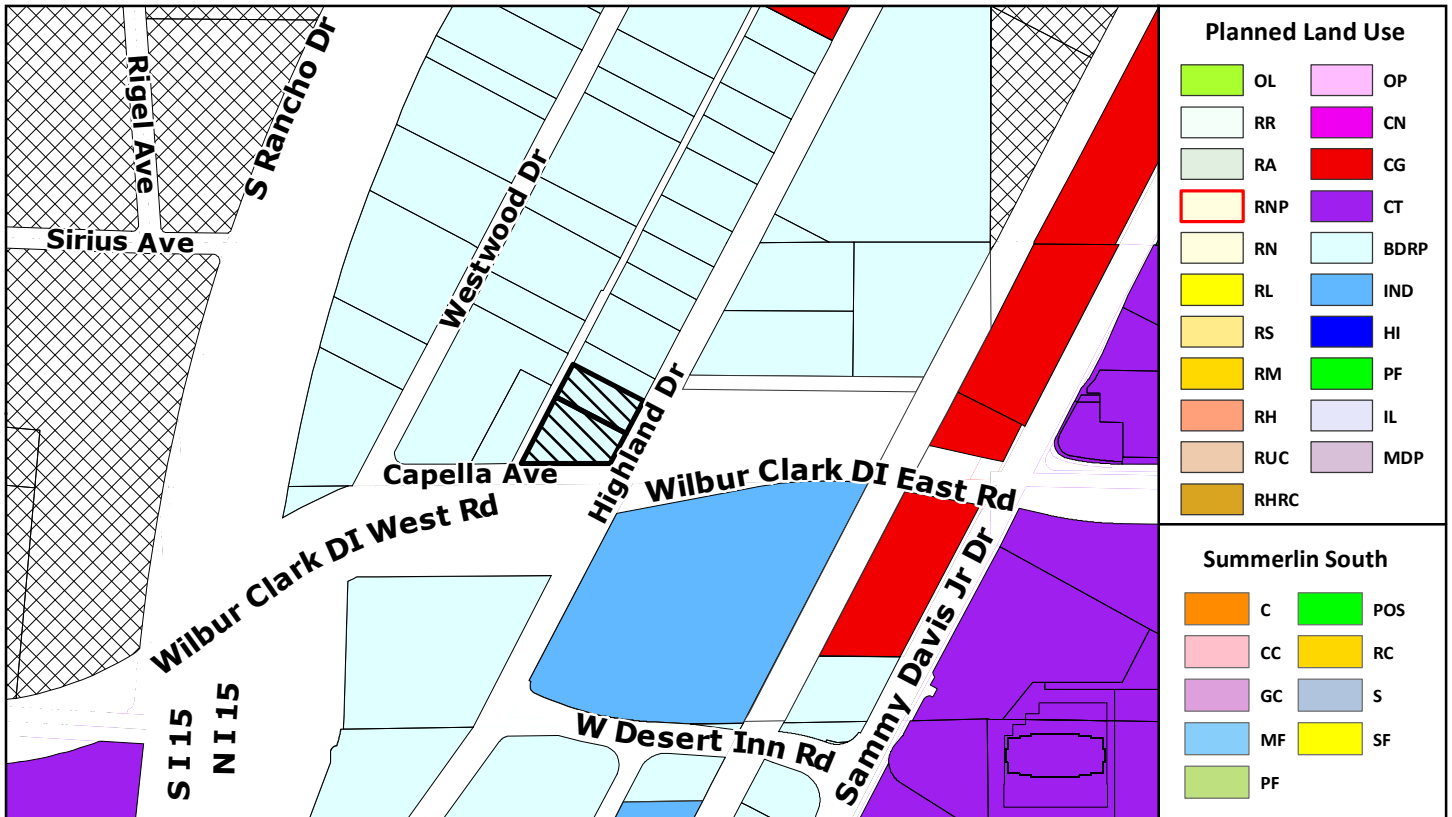 Rigel Ave
S Rancho Dr
Sirius Ave
Westwood Dr
Highland Dr
Capella Ave
Wilbur Clark DI West Rd
Wilbur Clark DI East Rd
W Desert Inn Rd
Sammy Davis Jr Dr
S I 15
N I 15
Planned Land Use
OL OP
RR CN
RA CG
RNP CT
RN BDRP
RL IND
RS HI
RM PF
RH IL
RUC MDP
RHRC
Summerlin South
C POS
CC RC
GC S
MF SF
PF